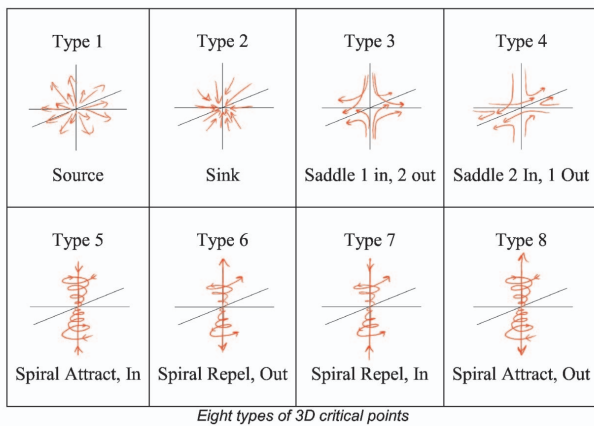 Type 1
Type 2
Type 3
Type 4
Source
Sink
Saddle 1 in, 2 out
Saddle 2 In, 1 Out
Type 5
Type 6
Type 7
Type 8
Spiral Attract, In
Spiral Repel, Out
Spiral Repel, In
Spiral Attract, Out
Eight types of 3D critical points